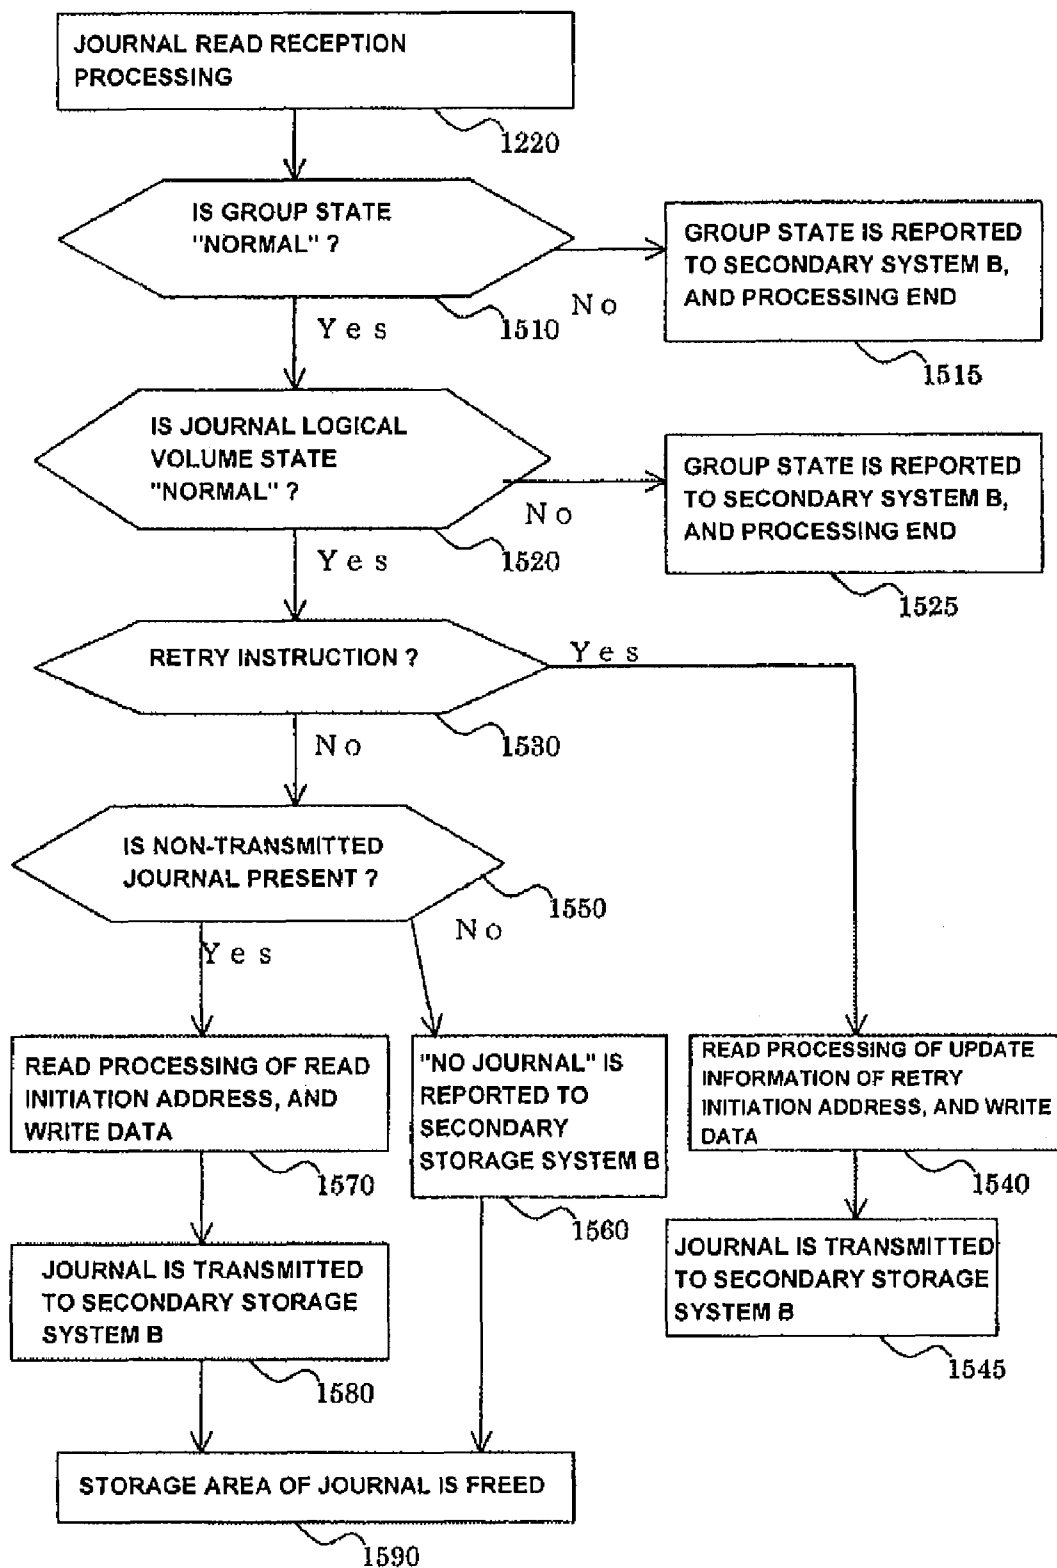 JOURNAL READ RECEPTION
PROCESSING
1220
IS GROUP STATE
"NORMAL" ?
1510
Yes
No
GROUP STATE IS REPORTED
TO SECONDARY SYSTEM B,
AND PROCESSING END
1515
IS JOURNAL LOGICAL
VOLUME STATE
"NORMAL" ?
1520
Yes
No
GROUP STATE IS REPORTED
TO SECONDARY SYSTEM B,
AND PROCESSING END
1525
RETRY INSTRUCTION ?
Yes
1530
No
IS NON-TRANSMITTED
JOURNAL PRESENT ?
1550
Yes
No
READ PROCESSING OF READ
INITIATION ADDRESS, AND
WRITE DATA
1570
"NO JOURNAL" IS
REPORTED TO
SECONDARY
STORAGE SYSTEM B
1560
READ PROCESSING OF UPDATE
INFORMATION OF RETRY
INITIATION ADDRESS, AND WRITE
DATA
1540
JOURNAL IS TRANSMITTED
TO SECONDARY STORAGE
SYSTEM B
1580
JOURNAL IS TRANSMITTED
TO SECONDARY STORAGE
SYSTEM B
1545
STORAGE AREA OF JOURNAL IS FREED
1590